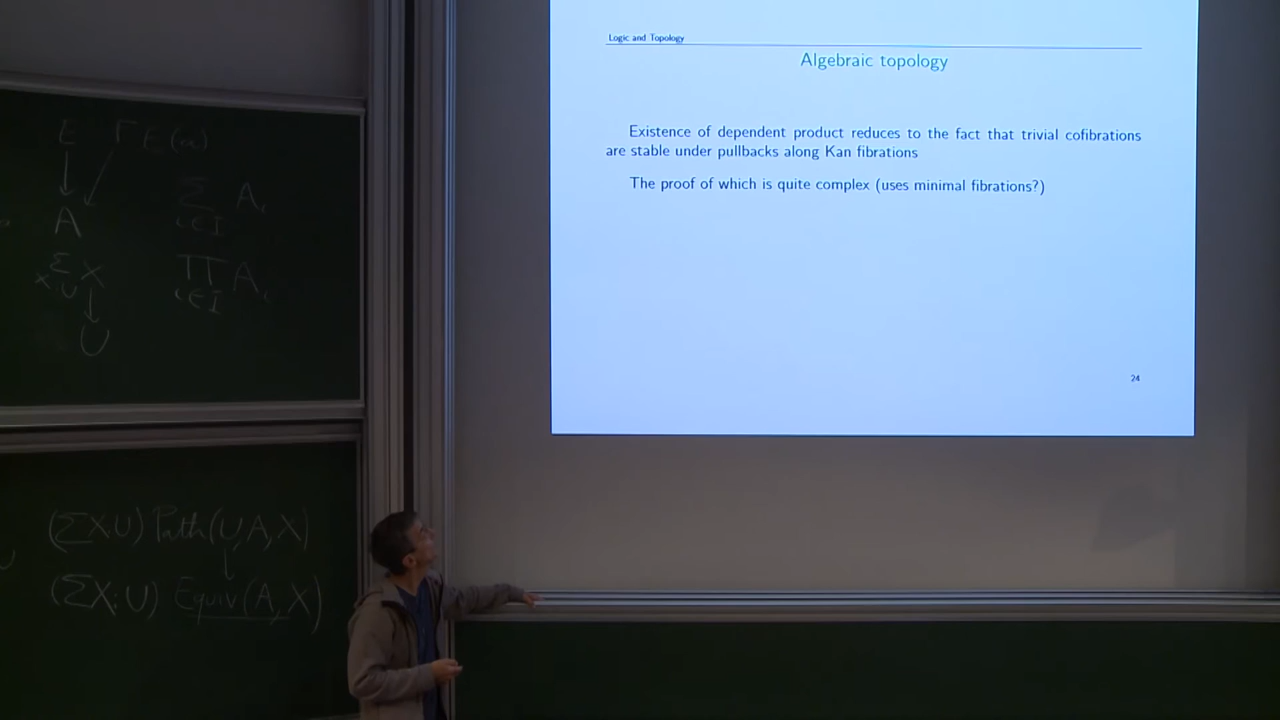 E Γ E(a)
A
Σ A
i∈I
Σ X
X U
Π A
i∈I
U
(ΣX U) Path(U,A,X)
(ΣX:U) Equiv(A,X)
Logic and Topology
Algebraic topology
Existence of dependent product reduces to the fact that trivial cofibrations
are stable under pullbacks along Kan fibrations
The proof of which is quite complex (uses minimal fibrations?)
24